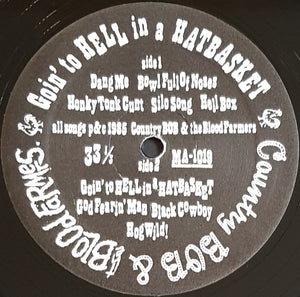 Goin' to HELL in a HATBASKET
side 1
Dang Me Bowl Full Of Noses
Honky Tonk Cunt Silo Song Hell Box
all songs p&c 1985 Country BOB & the Blood Farmers
33 1/3
side 2
MA-1019
Goin' to HELL in a HATBASKET
God Fearin' Man Black Cowboy
Hog Wild!
Country BOB & the BLOODFARMERS